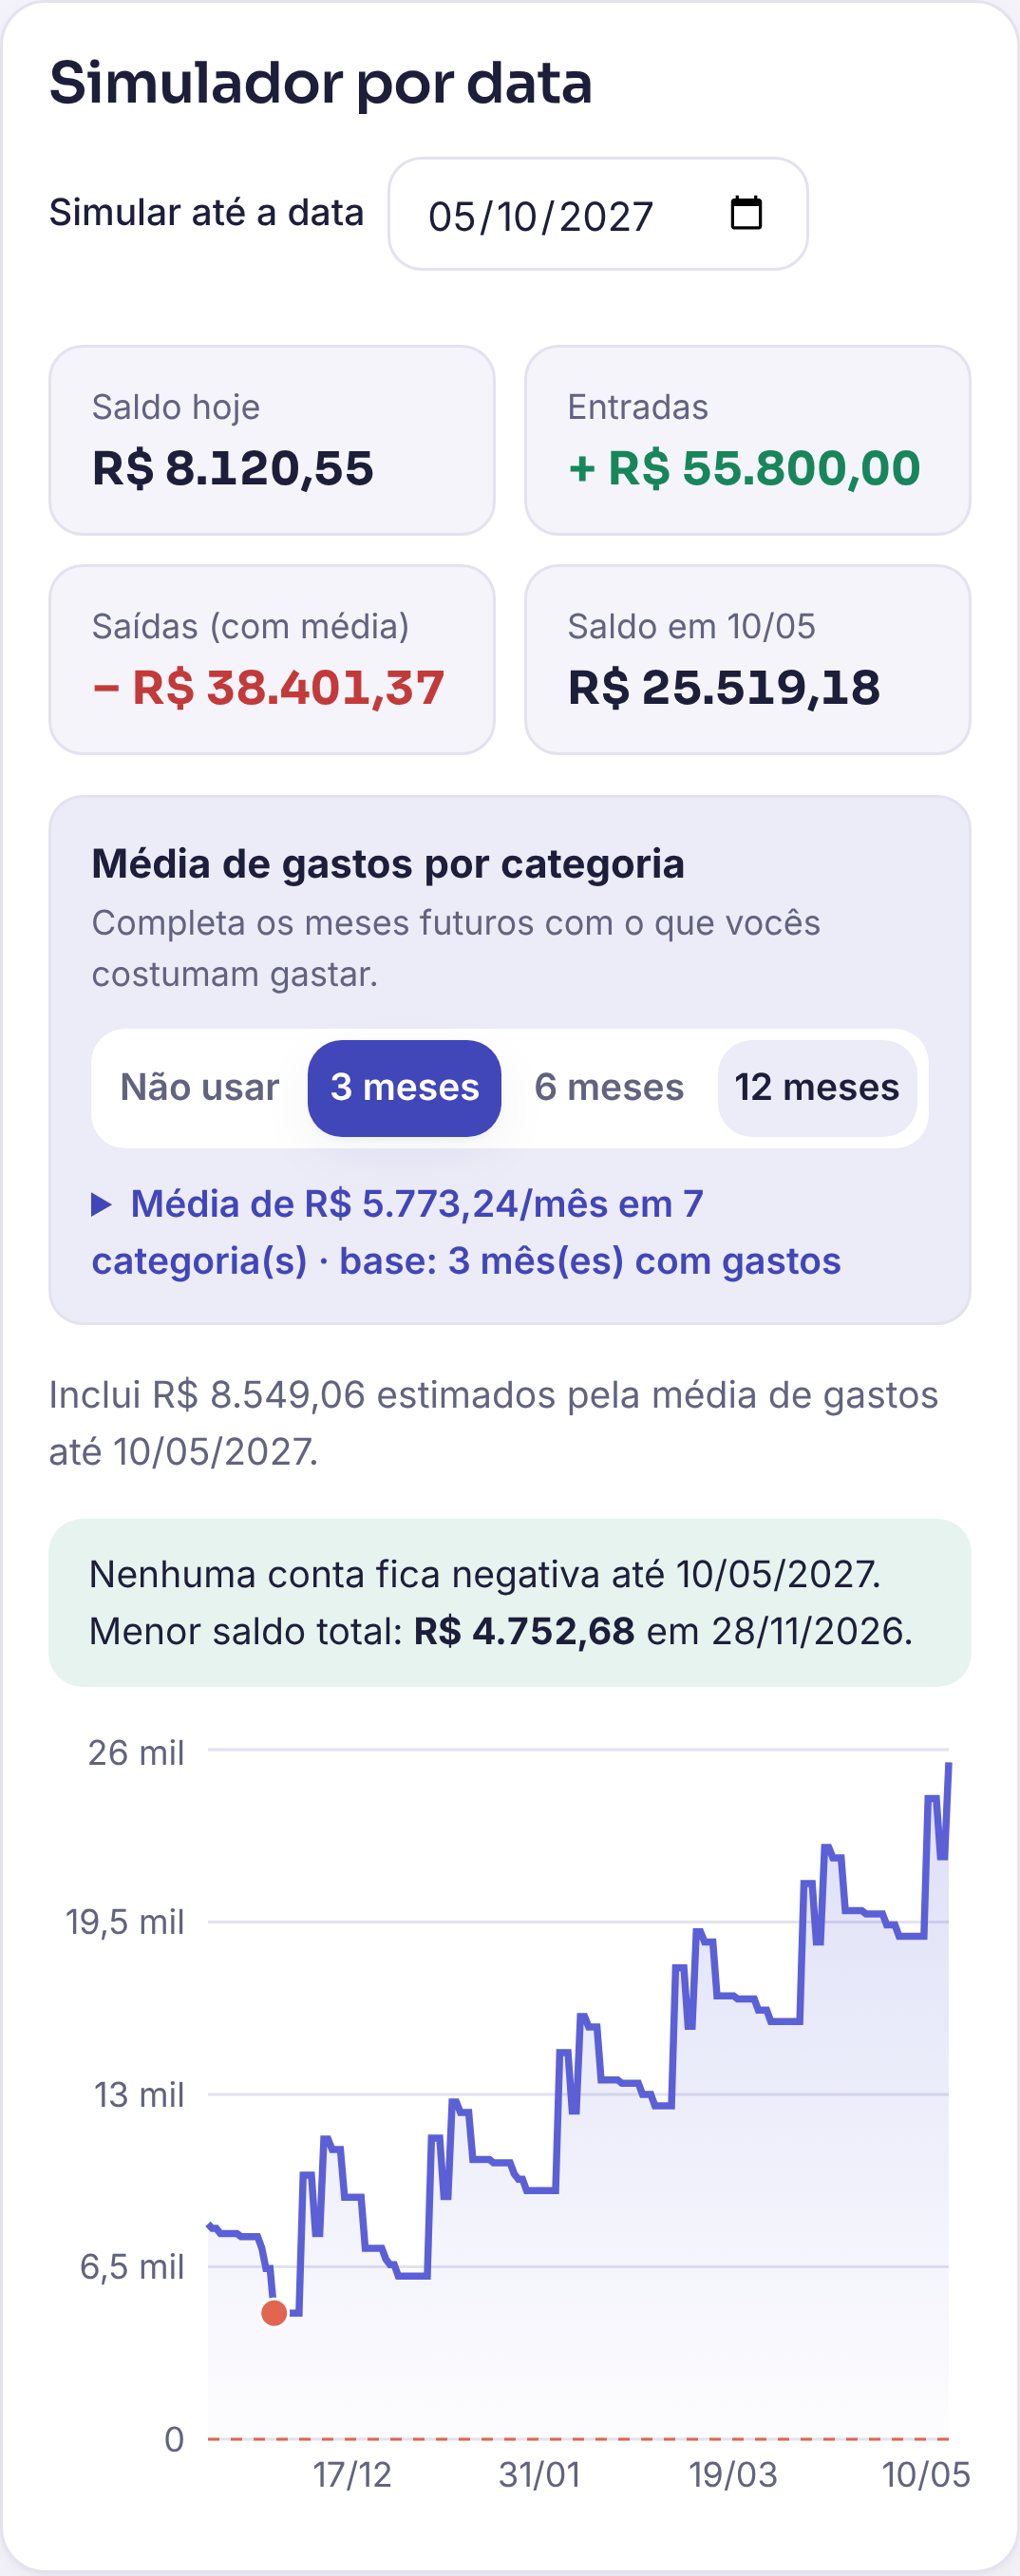 Simulador por data
Simular até a data
05/10/2027
Saldo hoje
R$ 8.120,55
Entradas
+ R$ 55.800,00
Saídas (com média)
− R$ 38.401,37
Saldo em 10/05
R$ 25.519,18
Média de gastos por categoria
Completa os meses futuros com o que vocês
costumam gastar.
Não usar
3 meses
6 meses
12 meses
▶ Média de R$ 5.773,24/mês em 7
categoria(s) · base: 3 mês(es) com gastos
Inclui R$ 8.549,06 estimados pela média de gastos
até 10/05/2027.
Nenhuma conta fica negativa até 10/05/2027.
Menor saldo total: R$ 4.752,68 em 28/11/2026.
26 mil
19,5 mil
13 mil
6,5 mil
0
17/12
31/01
19/03
10/05